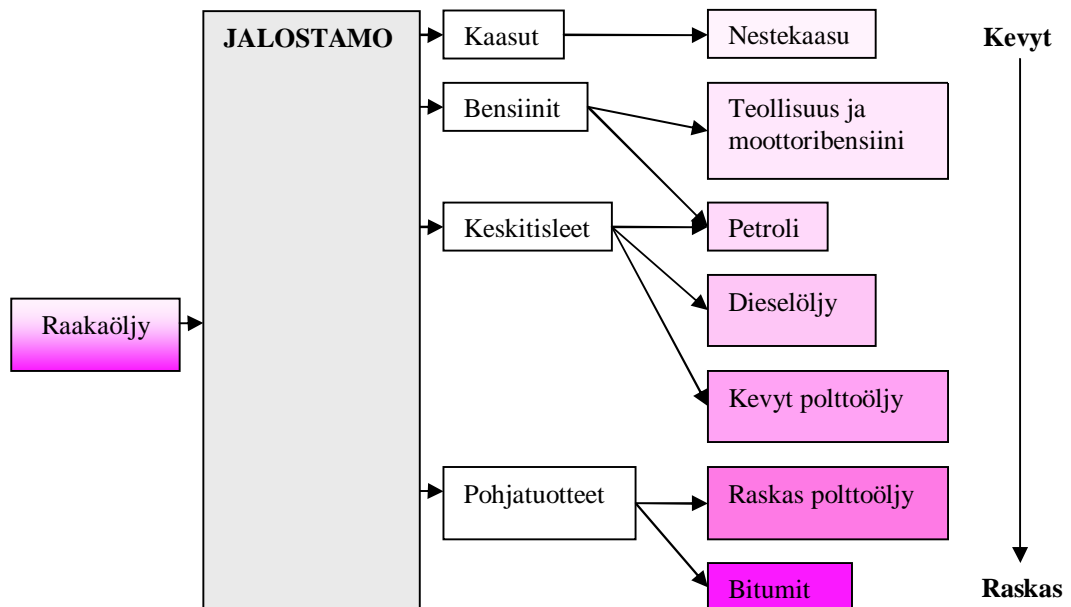 JALOSTAMO
Kaasut
Nestekaasu
Kevyt
Bensiinit
Teollisuus ja
moottoribensiini
Keskitisleet
Petroli
Dieselöljy
Raakaöljy
Kevyt polttoöljy
Pohjatuotteet
Raskas polttoöljy
Bitumit
Raskas